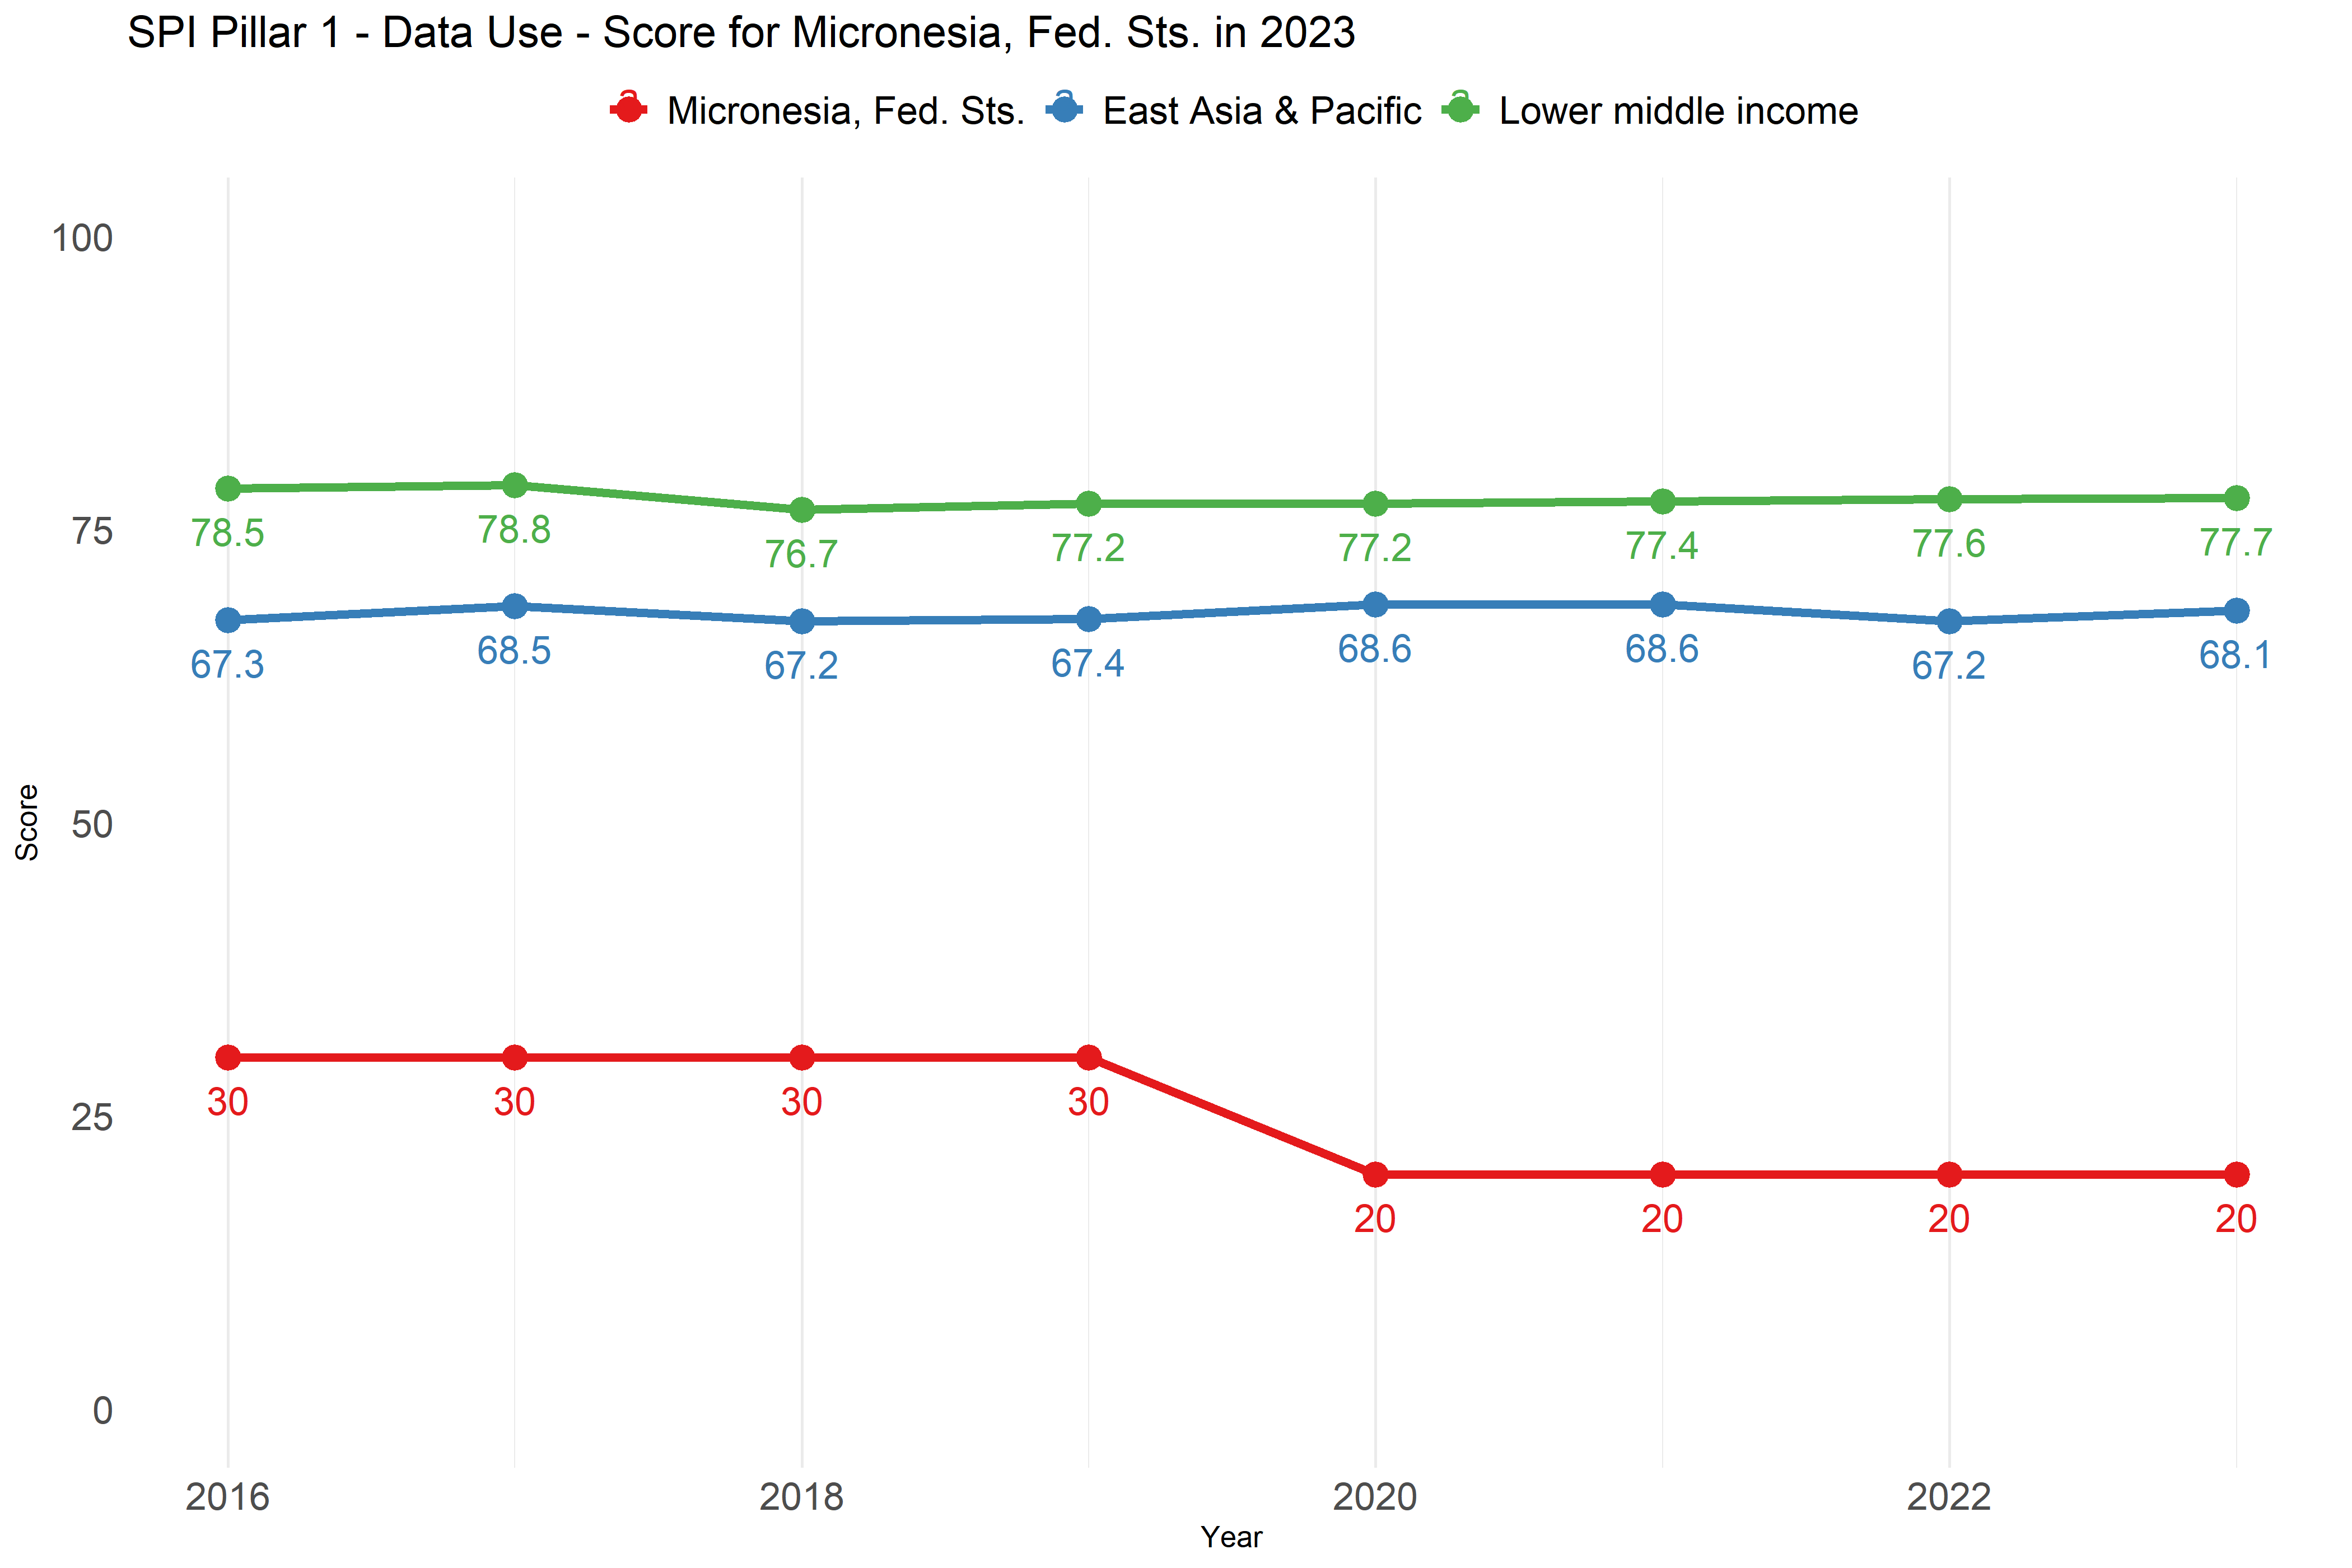 SPI Pillar 1 - Data Use - Score for Micronesia, Fed. Sts. in 2023
Micronesia, Fed. Sts. East Asia & Pacific Lower middle income
100
75
50
25
0
Score
78.5 78.8 76.7 77.2 77.2 77.4 77.6 77.7
67.3 68.5 67.2 67.4 68.6 68.6 67.2 68.1
30 30 30 30
20 20 20 20
2016 2018 2020 2022
Year